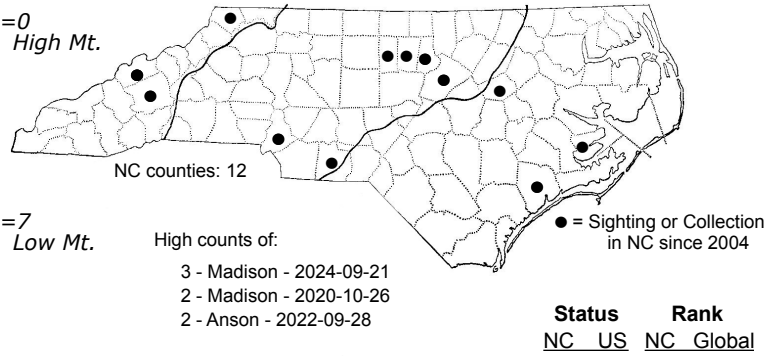 =0
High Mt.
NC counties: 12
=7
Low Mt.
High counts of:
3 - Madison - 2024-09-21
2 - Madison - 2020-10-26
2 - Anson - 2022-09-28
● = Sighting or Collection
in NC since 2004
Status Rank
NC US NC Global